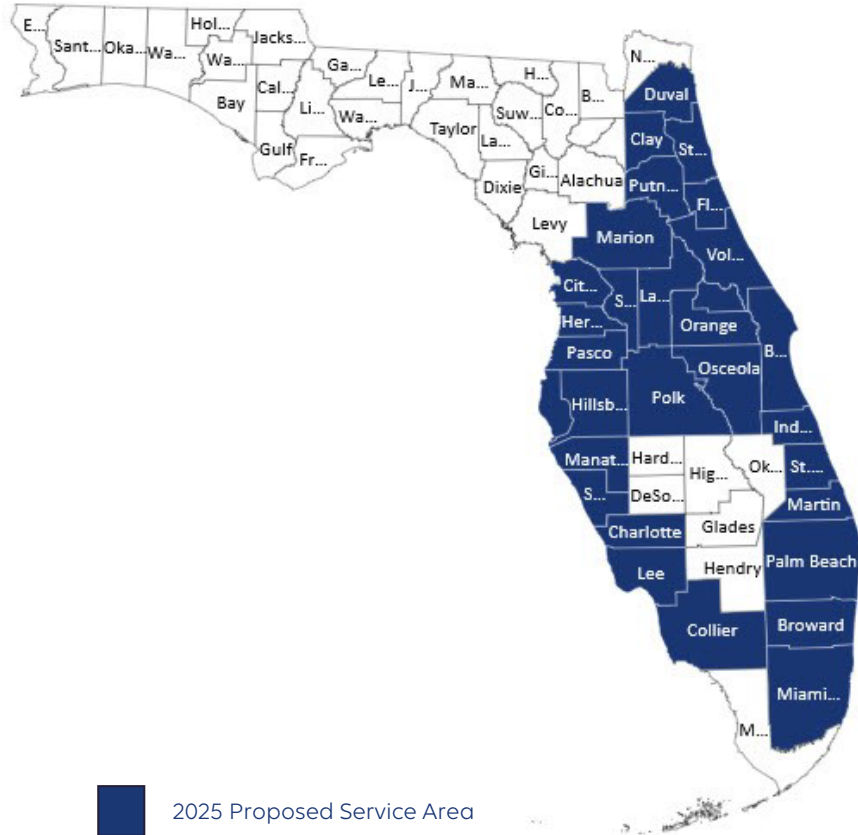 E...
Sant...
Oka...
Wa...
Hol...
Jacks...
Wa...
Bay
Cal...
Gulf
Li...
Fr...
Ga...
Le...
Wa...
J...
Ma...
Taylor
H...
Suw...
La...
Co...
B...
Dixie
Gi...
Alachua
Levy
N...
Duval
Clay
St...
Putn...
Fl...
Marion
Vol...
Cit...
S...
La...
Her...
Orange
Pasco
Osceola
B...
Hillsb...
Polk
Ind...
Manat...
Hard...
Hig...
Ok...
St....
S...
DeSo...
Martin
Charlotte
Glades
Lee
Hendry
Palm Beach
Collier
Broward
Miami...
M...
2025 Proposed Service Area